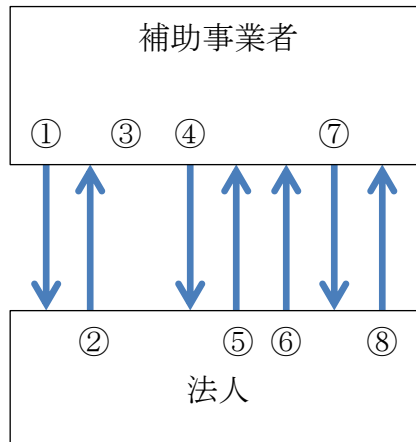 補助事業者
① ③ ④ ⑦
② ⑤ ⑥ ⑧
法人